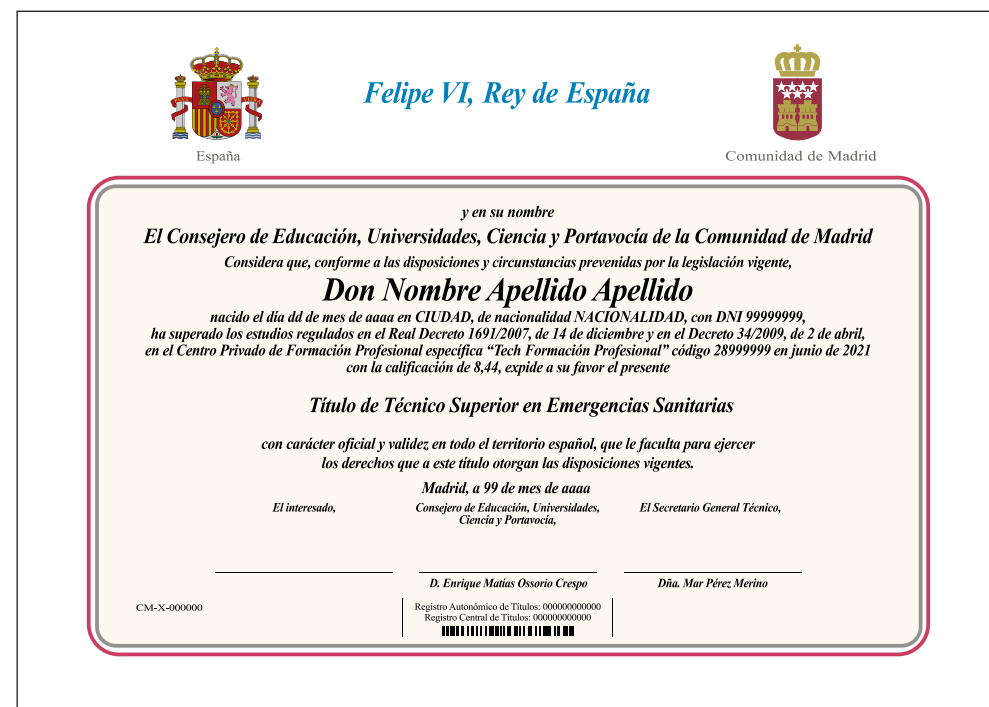 Felipe VI, Rey de España
España
Comunidad de Madrid
y en su nombre
El Consejero de Educación, Universidades, Ciencia y Portavocía de la Comunidad de Madrid
Considera que, conforme a las disposiciones y circunstancias prevenidas por la legislación vigente,
Don Nombre Apellido Apellido
nacido el día dd de mes de aaaa en CIUDAD, de nacionalidad NACIONALIDAD, con DNI 99999999,
ha superado los estudios regulados en el Real Decreto 1691/2007, de 14 de diciembre y en el Decreto 34/2009, de 2 de abril,
en el Centro Privado de Formación Profesional específica “Tech Formación Profesional” código 28999999 en junio de 2021
con la calificación de 8,44, expide a su favor el presente
Título de Técnico Superior en Emergencias Sanitarias
con carácter oficial y validez en todo el territorio español, que le faculta para ejercer
los derechos que a este título otorgan las disposiciones vigentes.
Madrid, a 99 de mes de aaaa
El interesado,
Consejero de Educación, Universidades,
Ciencia y Portavocía,
El Secretario General Técnico,
D. Enrique Matías Ossorio Crespo
Dña. Mar Pérez Merino
CM-X-000000
Registro Autonómico de Títulos: 000000000000
Registro Central de Títulos: 000000000000